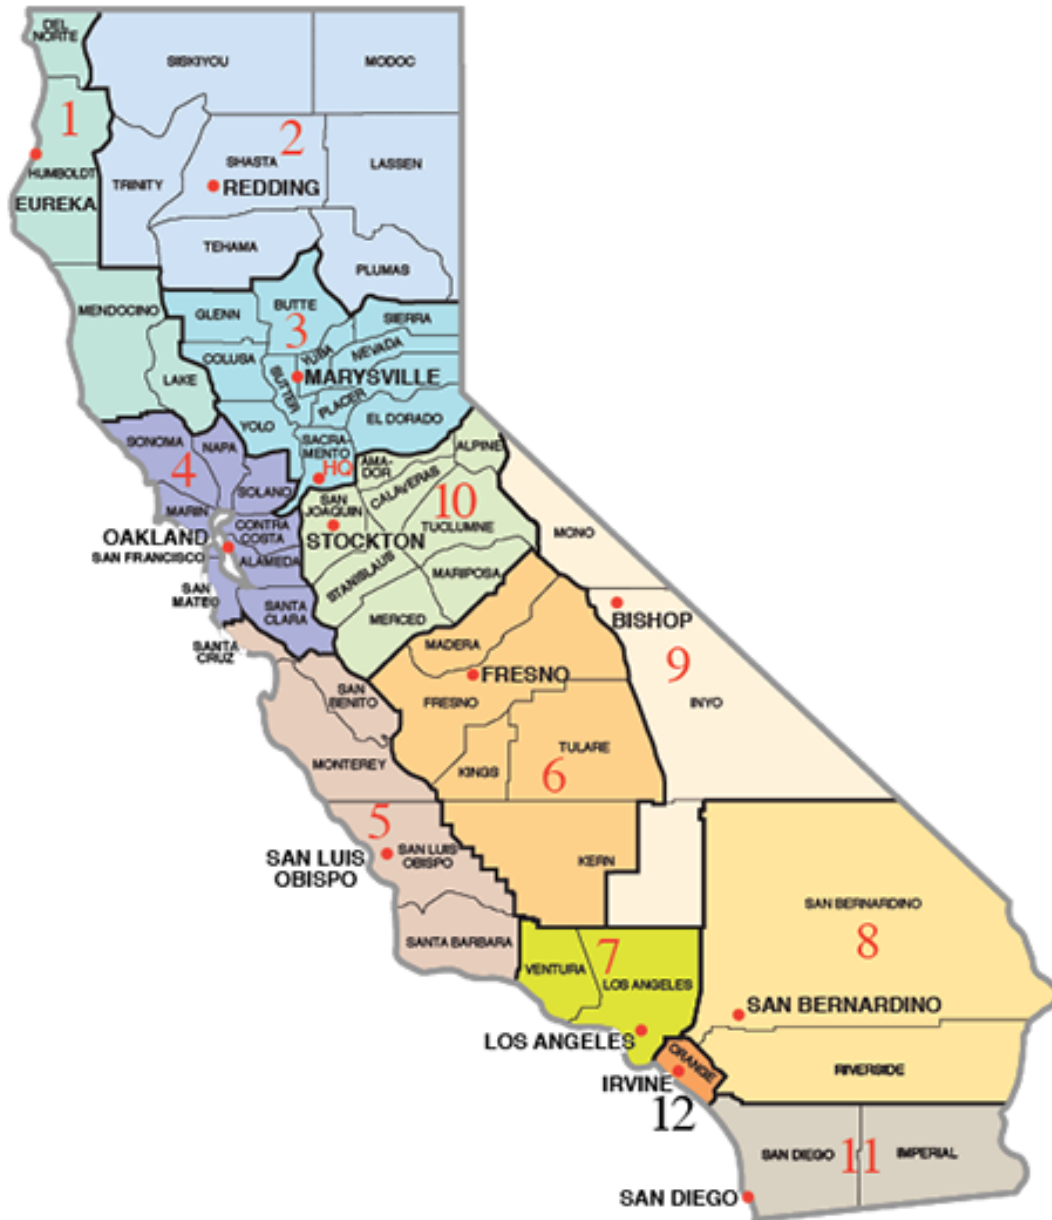 DEL
NORTE
SISKIYOU
MODOC
1
2
HUMBOLDT
EUREKA
TRINITY
SHASTA
REDDING
LASSEN
TEHAMA
PLUMAS
MENDOCINO
GLENN
BUTTE
3
SIERRA
COLUSA
YUBA
NEVADA
LAKE
SUTTER
MARYSVILLE
PLACER
YOLO
EL DORADO
SACRA-
MENTO
HQ
SONOMA
NAPA
4
SOLANO
MARIN
AMA-
DOR
ALPINE
CALAVERAS
10
SAN
JOAQUIN
TUOLUMNE
STOCKTON
CONTRA
COSTA
OAKLAND
SAN FRANCISCO
ALAMEDA
STANISLAUS
MARIPOSA
MONO
SAN
MATEO
SANTA
CLARA
MERCED
BISHOP
SANTA
CRUZ
MADERA
FRESNO
9
SAN
BENITO
FRESNO
INYO
MONTEREY
KINGS
TULARE
6
5
SAN LUIS
OBISPO
SAN LUIS
OBISPO
KERN
SAN BERNARDINO
8
SANTA BARBARA
7
VENTURA
LOS ANGELES
SAN BERNARDINO
LOS ANGELES
ORANGE
IRVINE
12
RIVERSIDE
SAN DIEGO
11
IMPERIAL
SAN DIEGO